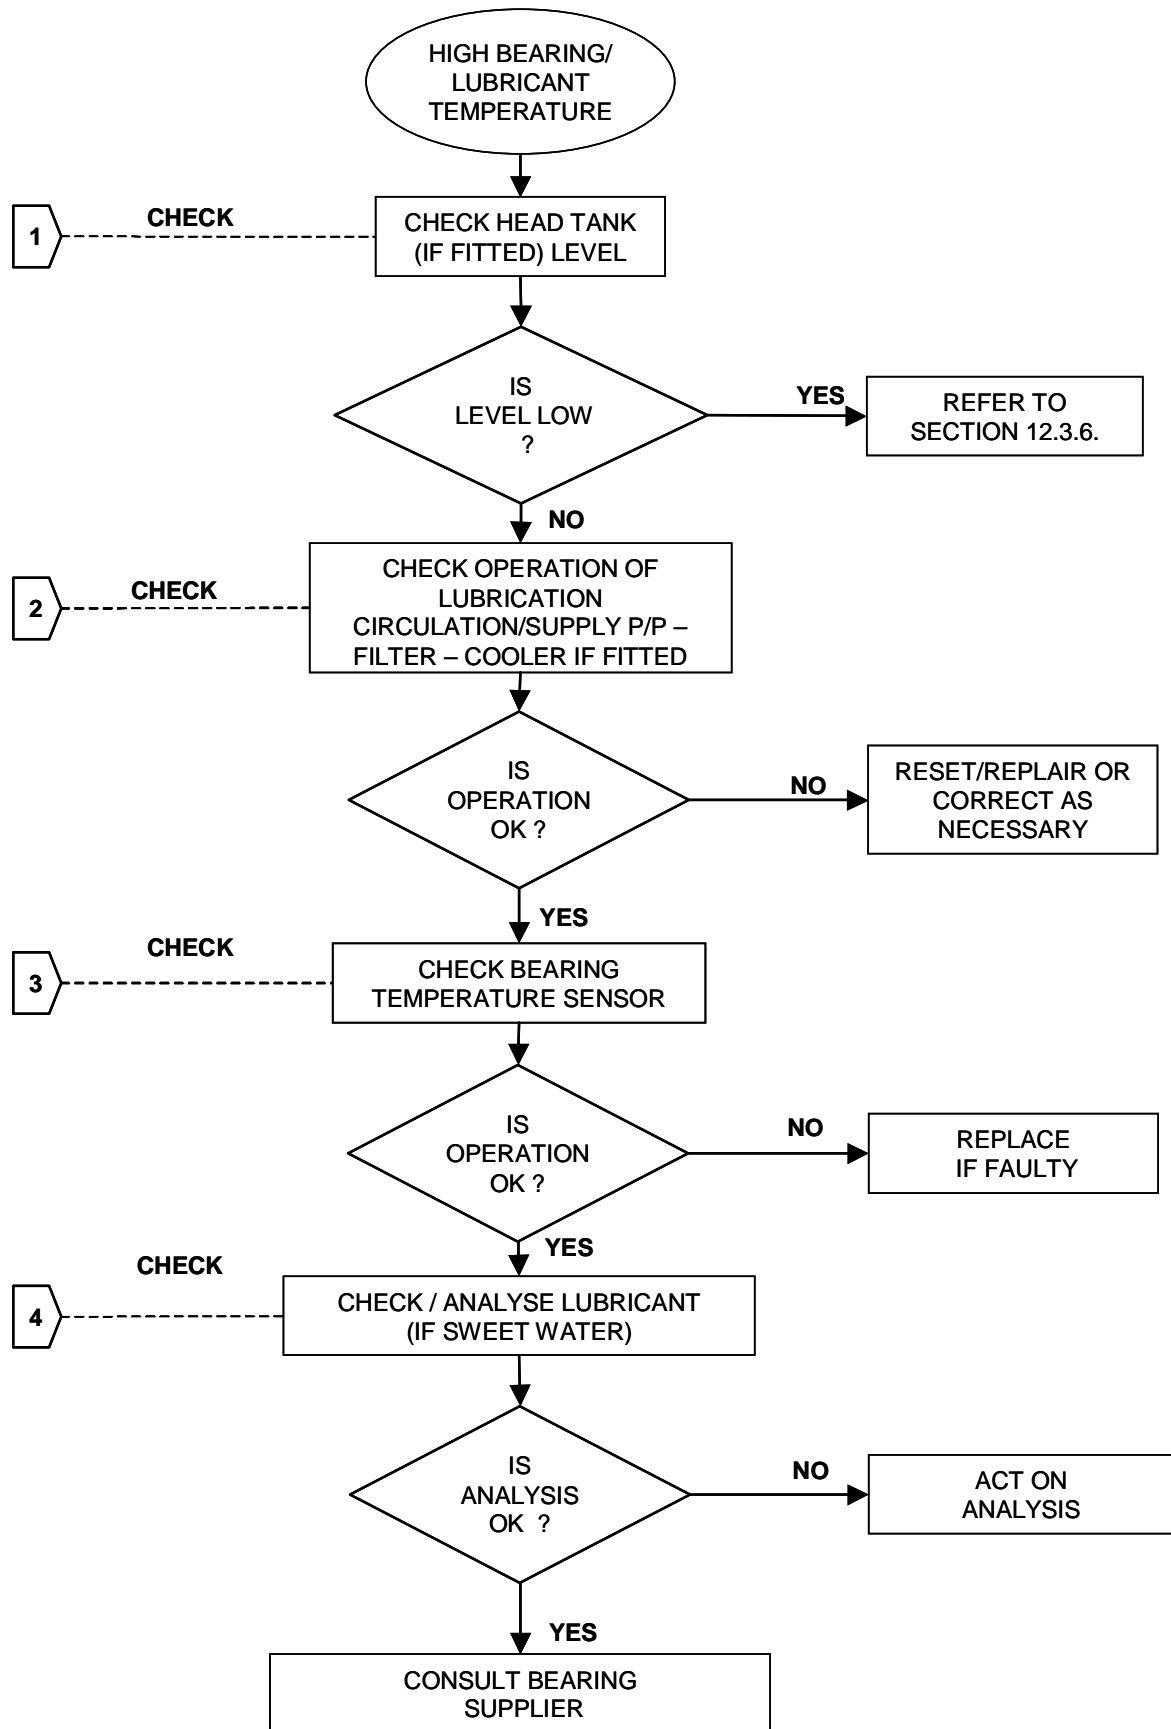 HIGH BEARING/
LUBRICANT
TEMPERATURE
1
CHECK
CHECK HEAD TANK
(IF FITTED) LEVEL
IS
LEVEL LOW
?
YES
REFER TO
SECTION 12.3.6.
NO
2
CHECK
CHECK OPERATION OF
LUBRICATION
CIRCULATION/SUPPLY P/P –
FILTER – COOLER IF FITTED
IS
OPERATION
OK ?
NO
RESET/REPLAIR OR
CORRECT AS
NECESSARY
YES
3
CHECK
CHECK BEARING
TEMPERATURE SENSOR
IS
OPERATION
OK ?
NO
REPLACE
IF FAULTY
YES
4
CHECK
CHECK / ANALYSE LUBRICANT
(IF SWEET WATER)
IS
ANALYSIS
OK ?
NO
ACT ON
ANALYSIS
YES
CONSULT BEARING
SUPPLIER